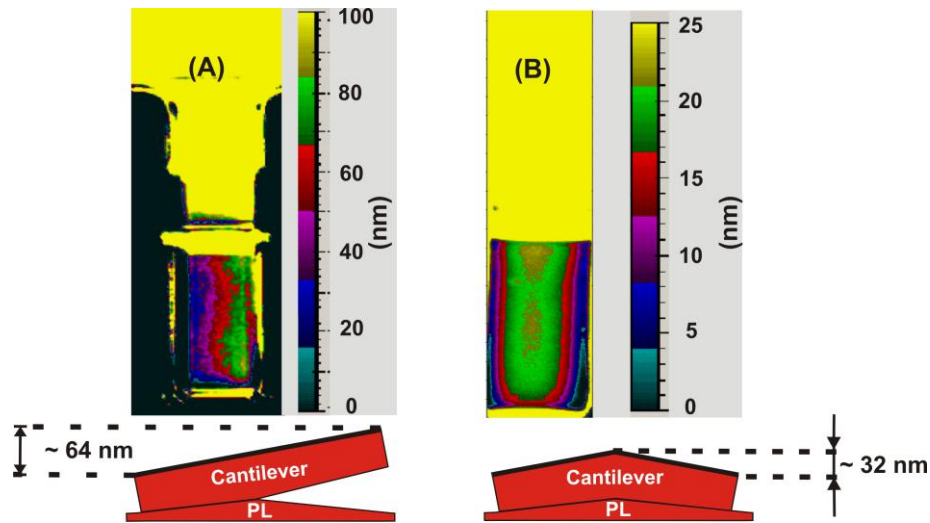 (A)
100
80
60
40
20
0
(nm)
(B)
25
20
15
10
5
0
(nm)
~ 64 nm
Cantilever
PL
Cantilever
PL
~ 32 nm